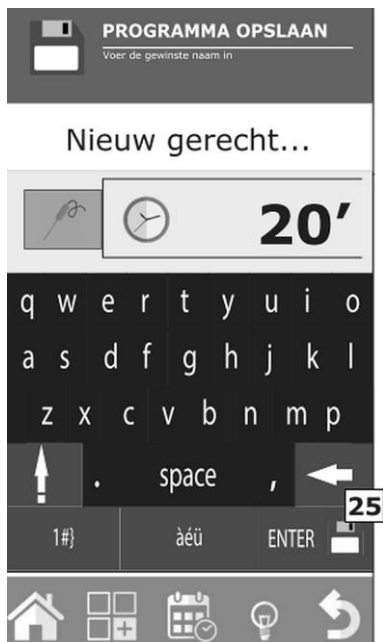 PROGRAMMA OPSLAAN
Voer de gewinste naam in
Nieuw gerecht...
20’
q w e r t y u i o
a s d f g h j k l
z x c v b n m p
. space ,
25
1#} àéü ENTER